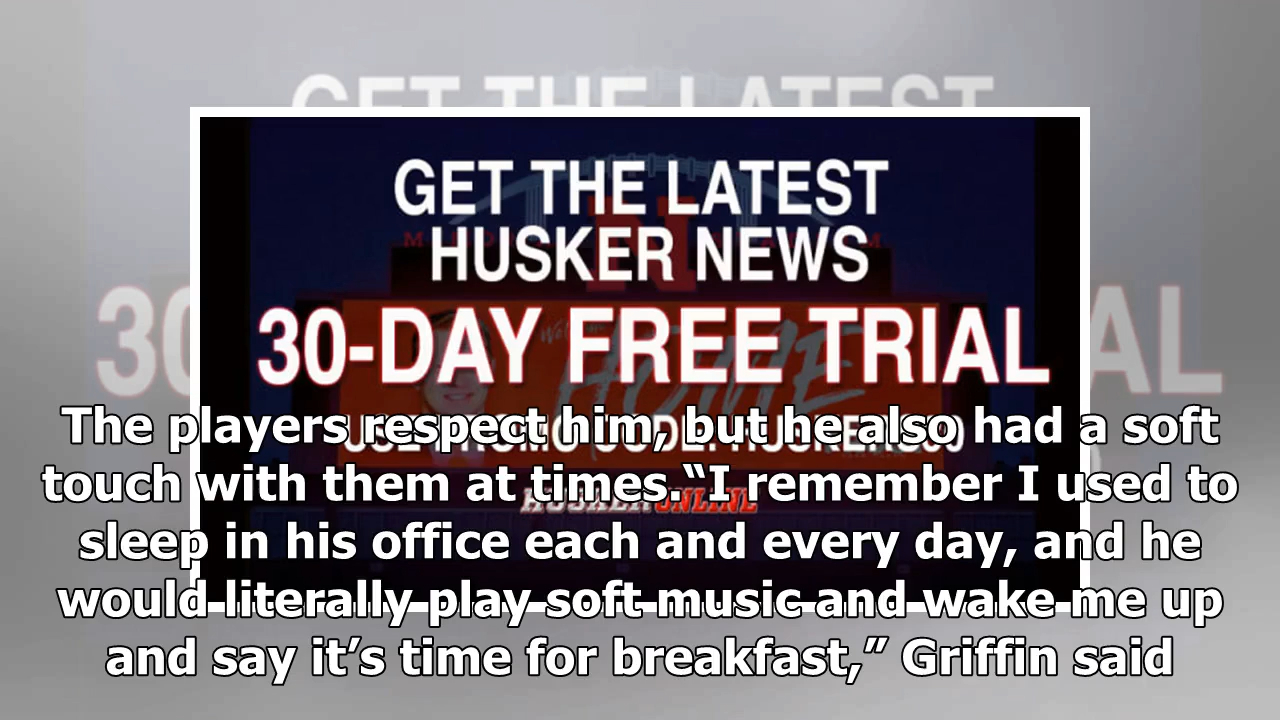 GET THE LATEST
HUSKER NEWS
30-DAY FREE TRIAL
The players respect him, but he also had a soft
touch with them at times.“I remember I used to
sleep in his office each and every day, and he
would literally play soft music and wake me up
and say it’s time for breakfast,” Griffin said
HUSKERONLINE